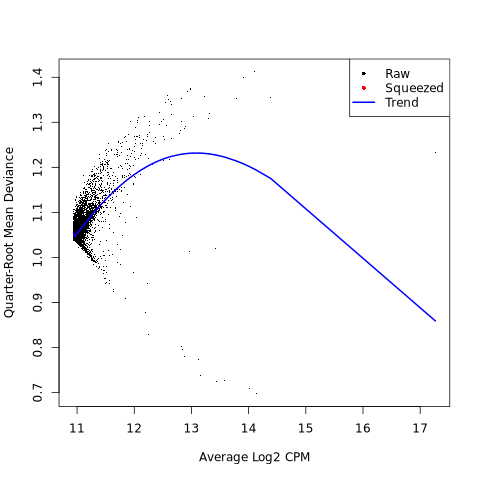 Raw
Squeezed
Trend
Quarter-Root Mean Deviance
1.4
1.3
1.2
1.1
1.0
0.9
0.8
0.7
11 12 13 14 15 16 17
Average Log2 CPM